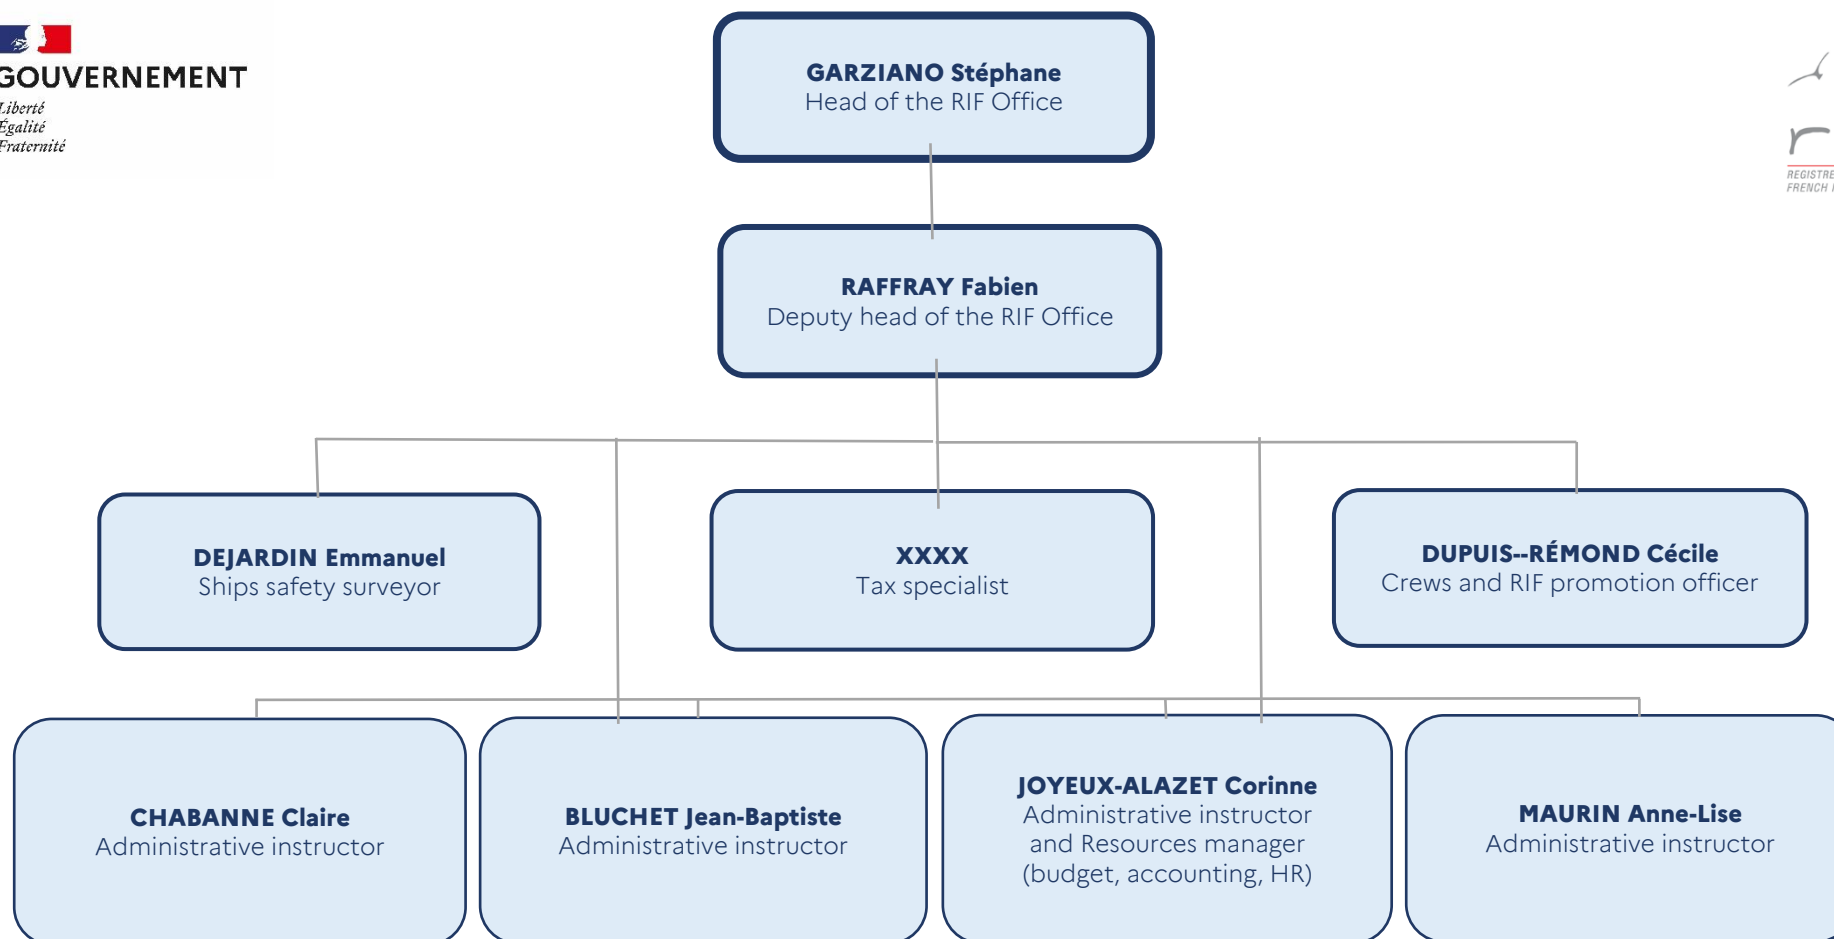 GOUVERNEMENT
Liberté
Égalité
Fraternité
REGISTRE
FRENCH
GARZIANO Stéphane
Head of the RIF Office
RAFFRAY Fabien
Deputy head of the RIF Office
DEJARDIN Emmanuel
Ships safety surveyor
XXXX
Tax specialist
DUPUIS--RÉMOND Cécile
Crews and RIF promotion officer
CHABANNE Claire
Administrative instructor
BLUCHET Jean-Baptiste
Administrative instructor
JOYEUX-ALAZET Corinne
Administrative instructor
and Resources manager
(budget, accounting, HR)
MAURIN Anne-Lise
Administrative instructor